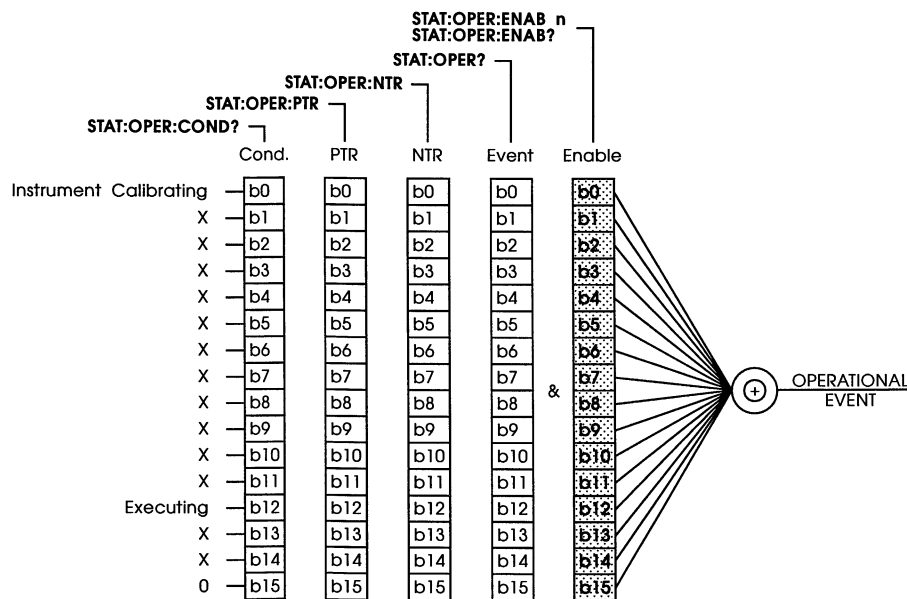 STAT:OPER:ENAB n
STAT:OPER:ENAB?
STAT:OPER?
STAT:OPER:NTR
STAT:OPER:PTR
STAT:OPER:COND?
Cond. PTR NTR Event Enable
Instrument Calibrating b0 b0 b0 b0 b0
X b1 b1 b1 b1 b1
X b2 b2 b2 b2 b2
X b3 b3 b3 b3 b3
X b4 b4 b4 b4 b4
X b5 b5 b5 b5 b5
X b6 b6 b6 b6 b6
X b7 b7 b7 b7 b7
& OPERATIONAL
EVENT
X b8 b8 b8 b8 b8
X b9 b9 b9 b9 b9
X b10 b10 b10 b10 b10
X b11 b11 b11 b11 b11
Executing b12 b12 b12 b12 b12
X b13 b13 b13 b13 b13
X b14 b14 b14 b14 b14
0 b15 b15 b15 b15 b15